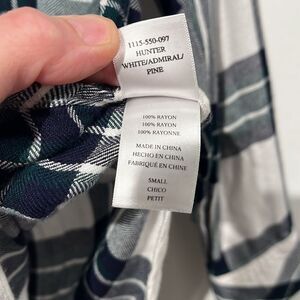 1115-550-097
HUNTER
WHITE/ADMIRAL/
PINE
100% RAYON
100% RAYON
100% RAYONNE
MADE IN CHINA
HECHO EN CHINA
FABRIQUÉ EN CHINE
SMALL
CHICO
PETIT